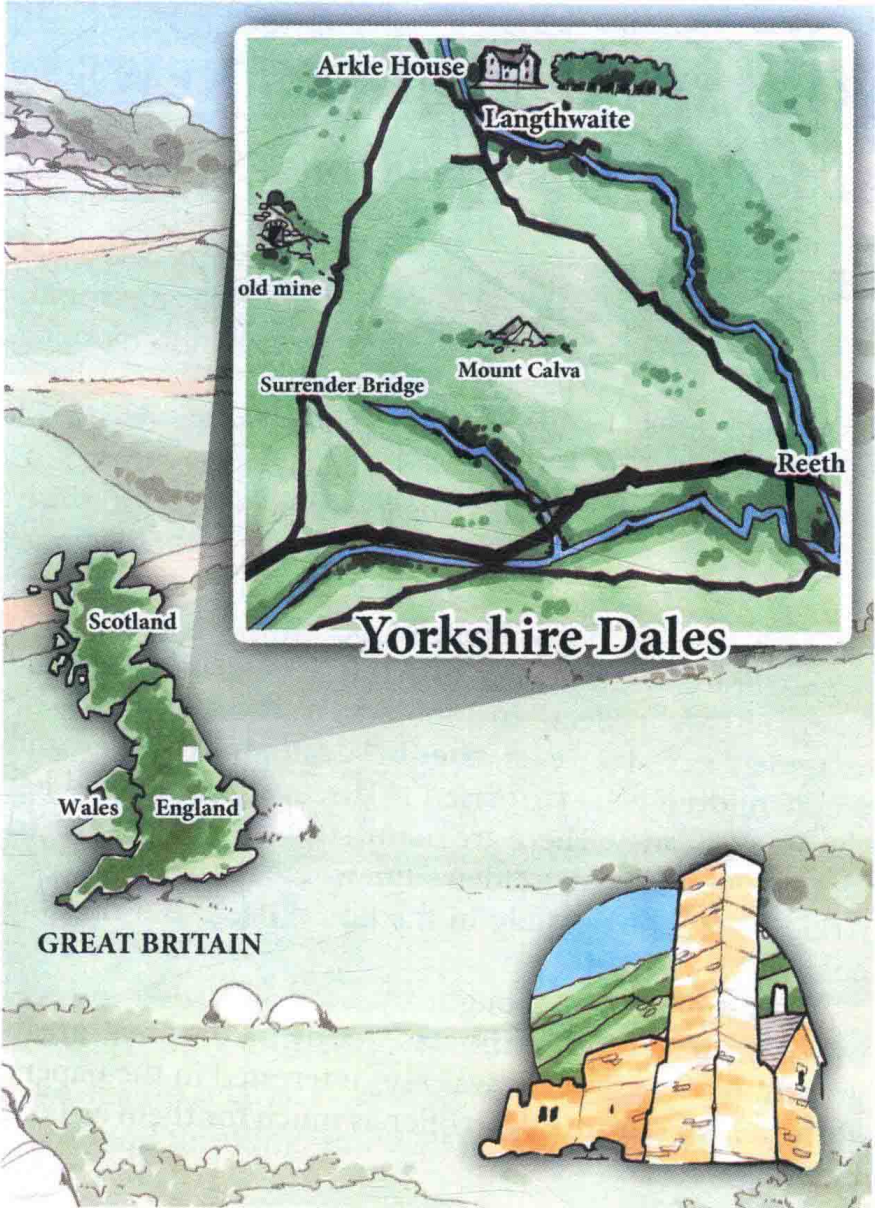 Arkle House
Langthwaite
old mine
Mount Calva
Surrender Bridge
Reeth
Yorkshire Dales
Scotland
Wales
England
GREAT BRITAIN